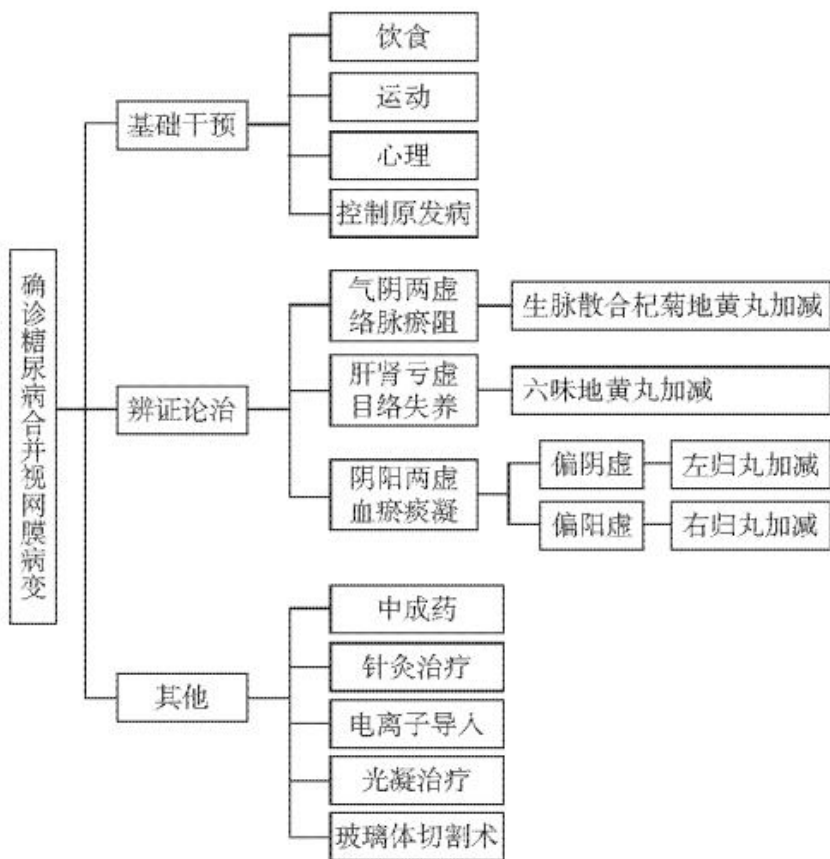 确诊糖尿病合并视网膜病变
基础干预
饮食
运动
心理
控制原发病
辨证论治
气阴两虚
络脉瘀阻
生脉散合杞菊地黄丸加减
肝肾亏虚
目络失养
六味地黄丸加减
阴阳两虚
血瘀痰凝
偏阴虚
左归丸加减
偏阳虚
右归丸加减
其他
中成药
针灸治疗
电离子导入
光凝治疗
玻璃体切割术